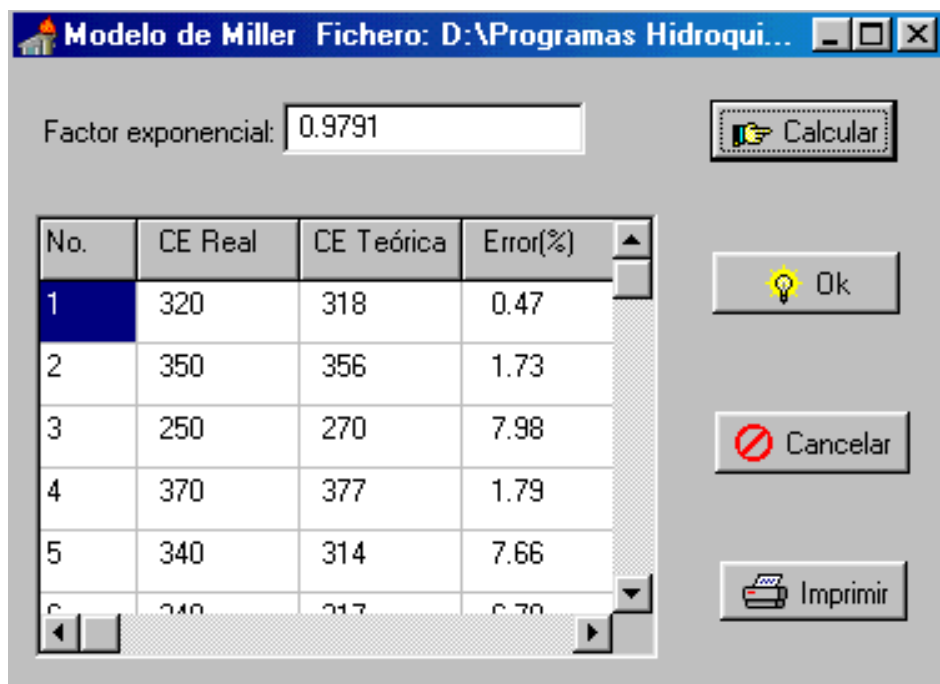 Modelo de Miller Fichero: D:\Programas Hidroqui...
Factor exponencial: 0.9791 Calcular
No. CE Real CE Teórica Error(%)
1 320 318 0.47
Ok
2 350 356 1.73
3 250 270 7.98
Cancelar
4 370 377 1.79
5 340 314 7.66
Imprimir